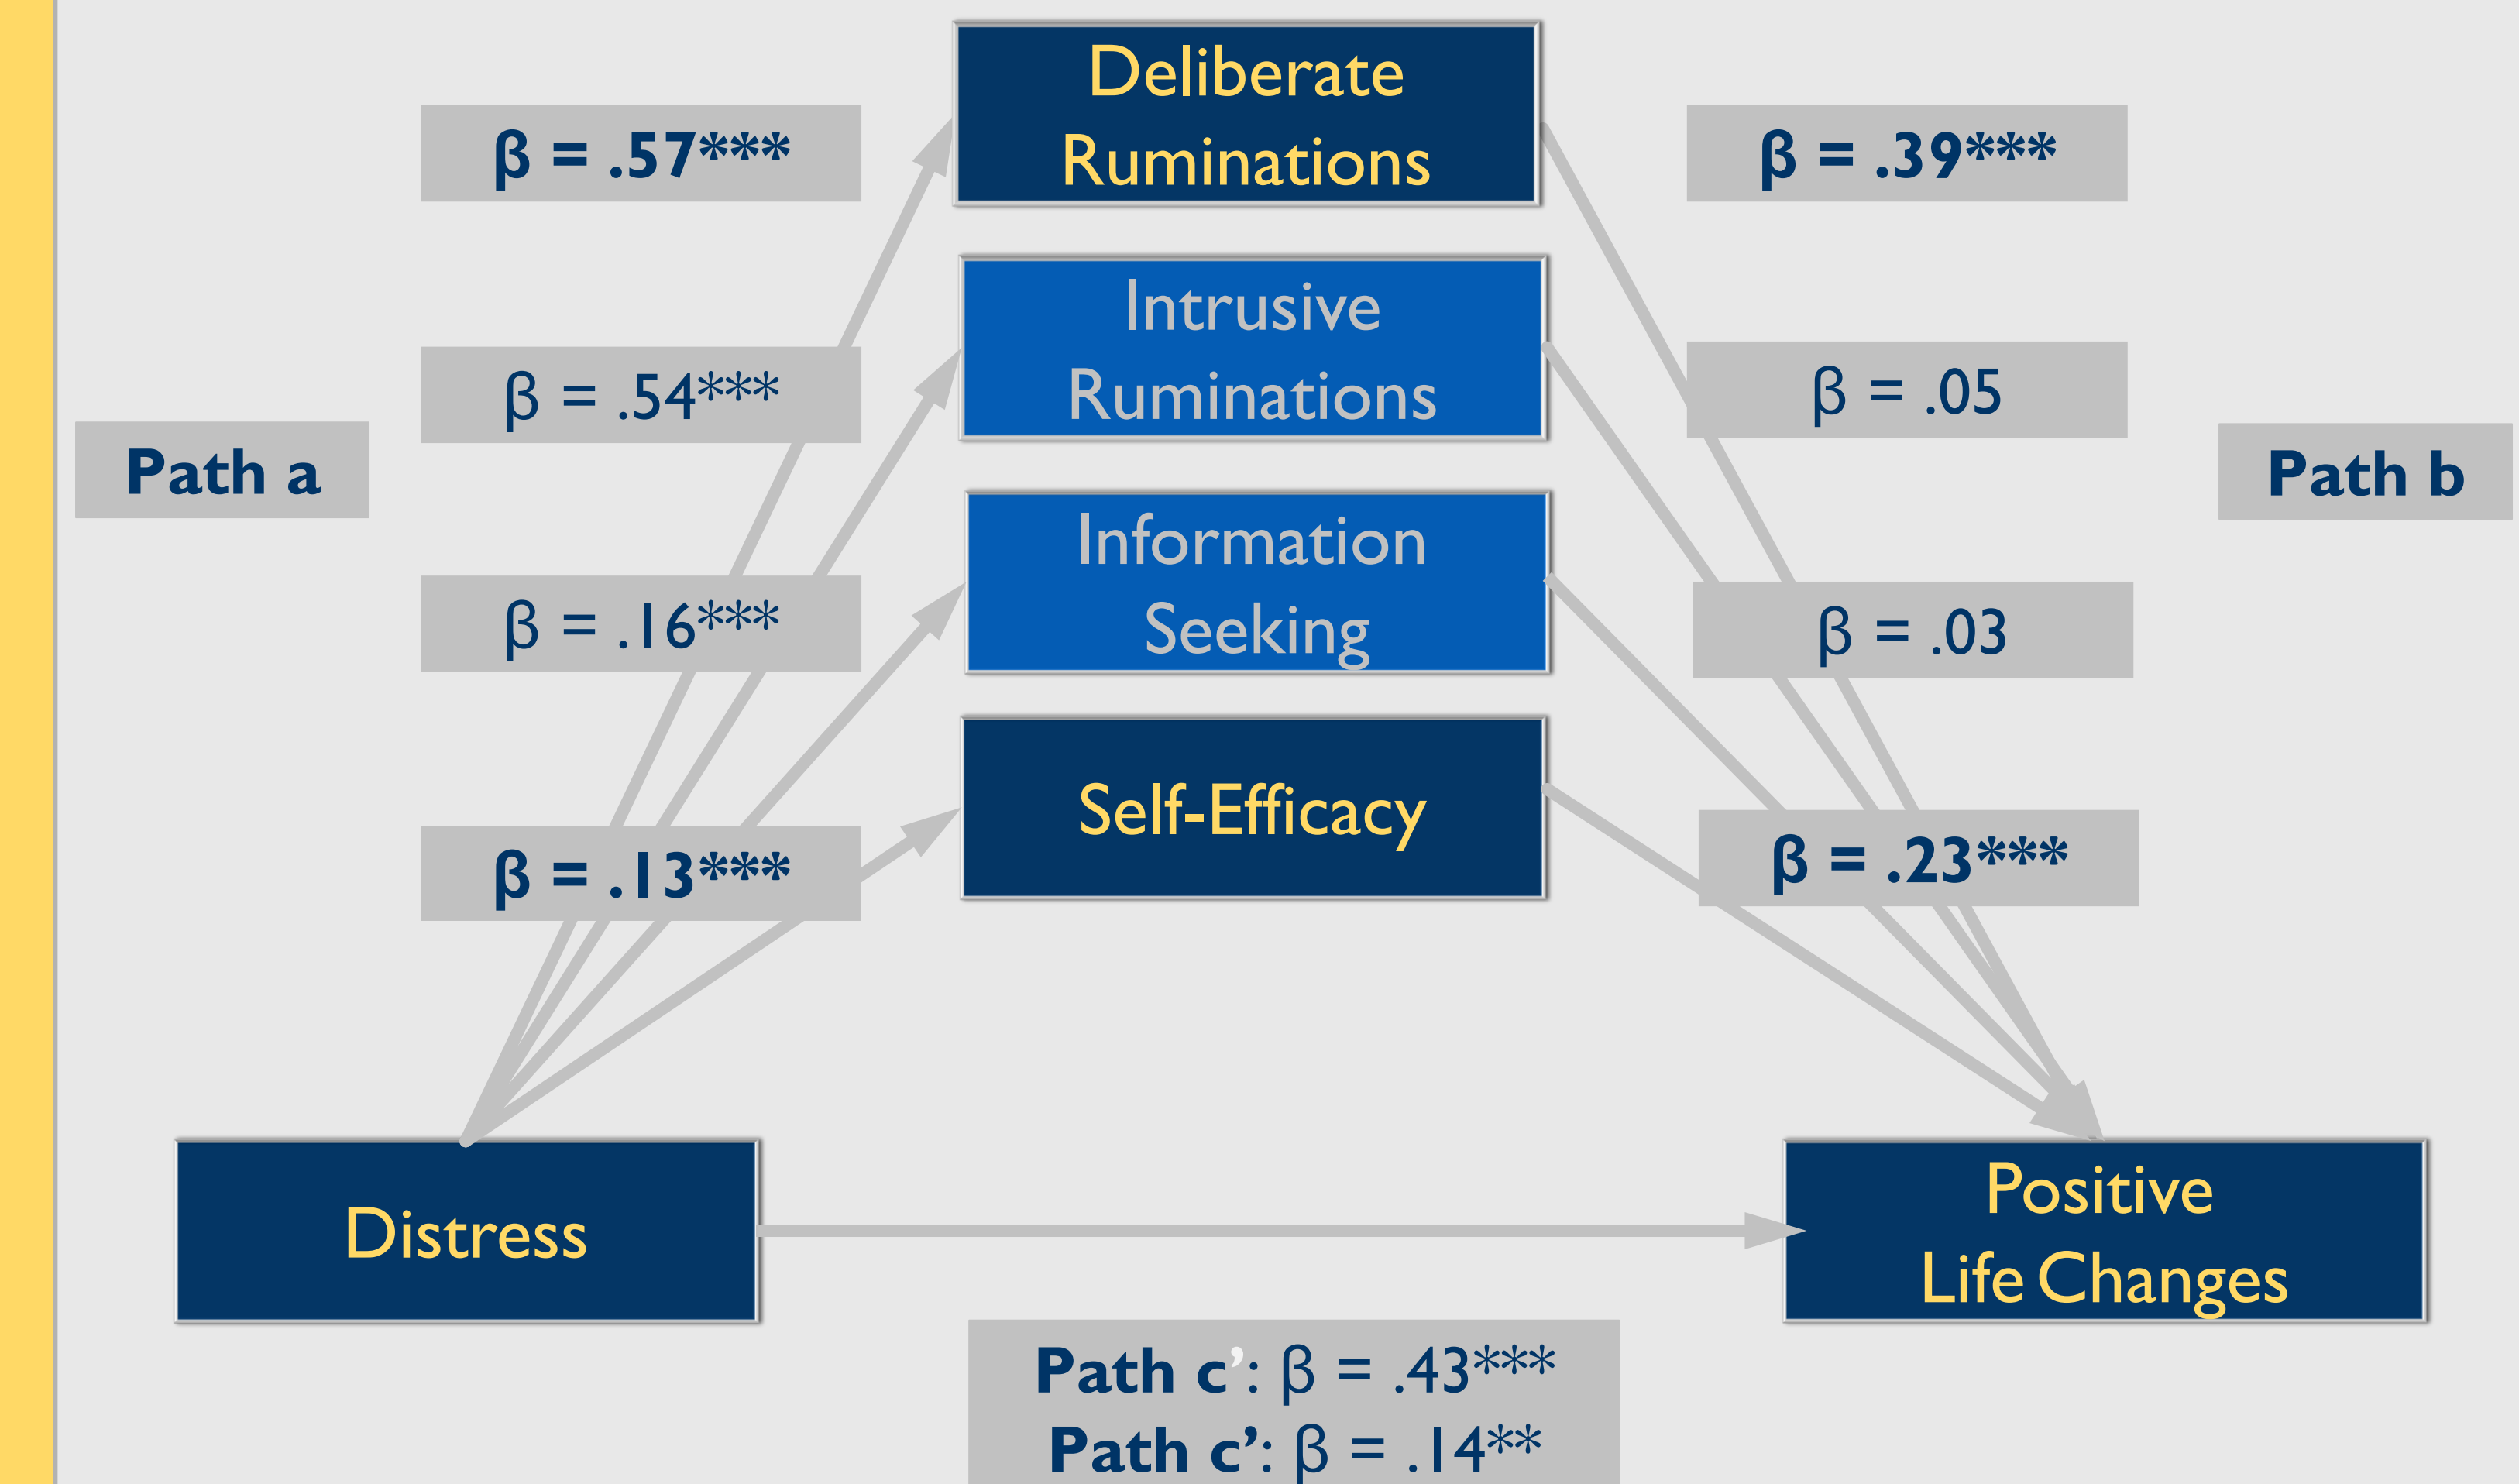 Deliberate
Ruminations
β = .57***
β = .39***
Intrusive
Ruminations
β = .54***
β = .05
Path a
Path b
Information
Seeking
β = .16***
β = .03
Self-Efficacy
β = .13***
β = .23***
Distress
Positive
Life Changes
Path c’: β = .43***
Path c’: β = .14**